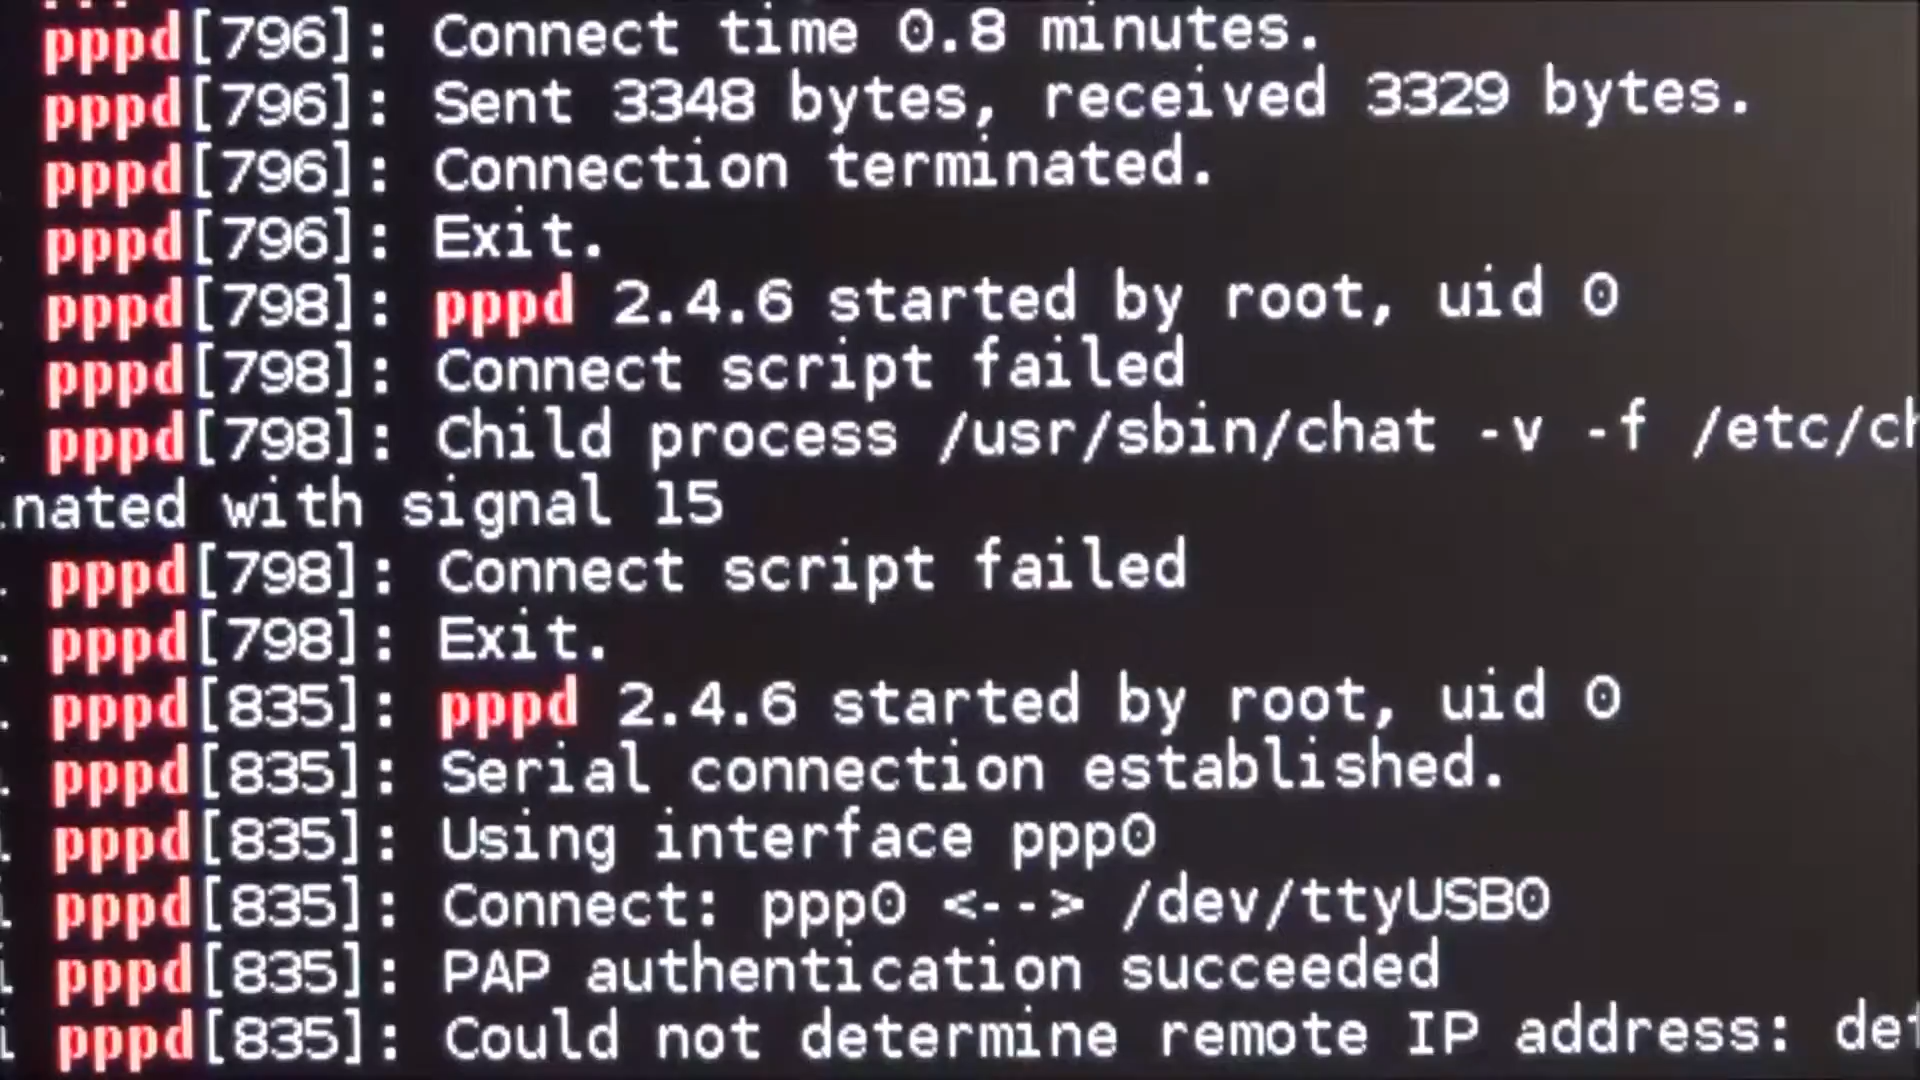 pppd[796]: Connect time 0.8 minutes.
pppd[796]: Sent 3348 bytes, received 3329 bytes.
pppd[796]: Connection terminated.
pppd[796]: Exit.
pppd[798]: pppd 2.4.6 started by root, uid 0
pppd[798]: Connect script failed
pppd[798]: Child process /usr/sbin/chat -v -f /etc/ch
nated with signal 15
pppd[798]: Connect script failed
pppd[798]: Exit.
pppd[835]: pppd 2.4.6 started by root, uid 0
pppd[835]: Serial connection established.
pppd[835]: Using interface ppp0
pppd[835]: Connect: ppp0 <--> /dev/ttyUSB0
pppd[835]: PAP authentication succeeded
pppd[835]: Could not determine remote IP address: def